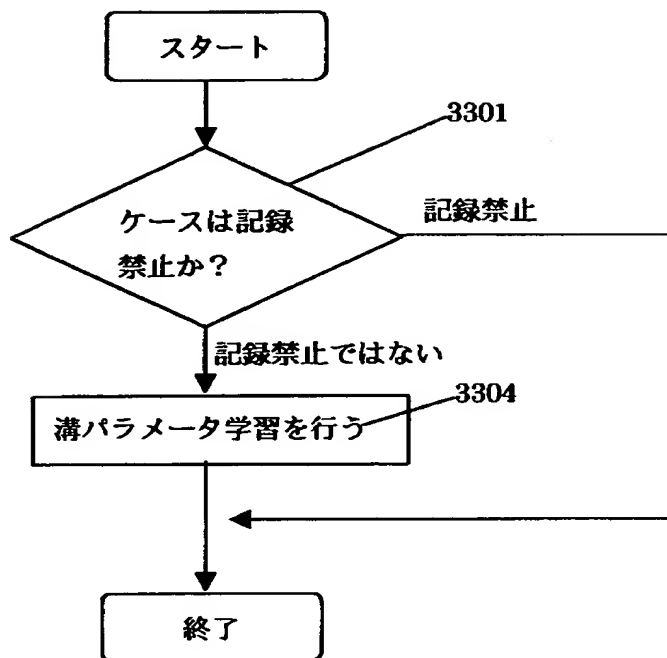 スタート
3301
ケースは記録
禁止か？
記録禁止
記録禁止ではない
3304
溝パラメータ学習を行う
終了